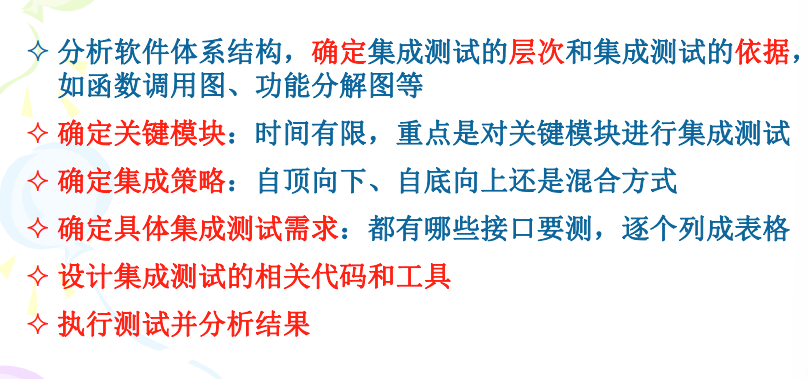 分析软件体系结构，确定集成测试的层次和集成测试的依据，
如函数调用图、功能分解图等
确定关键模块：时间有限，重点是对关键模块进行集成测试
确定集成策略：自顶向下、自底向上还是混合方式
确定具体集成测试需求：都有哪些接口要测，逐个列成表格
设计集成测试的相关代码和工具
执行测试并分析结果